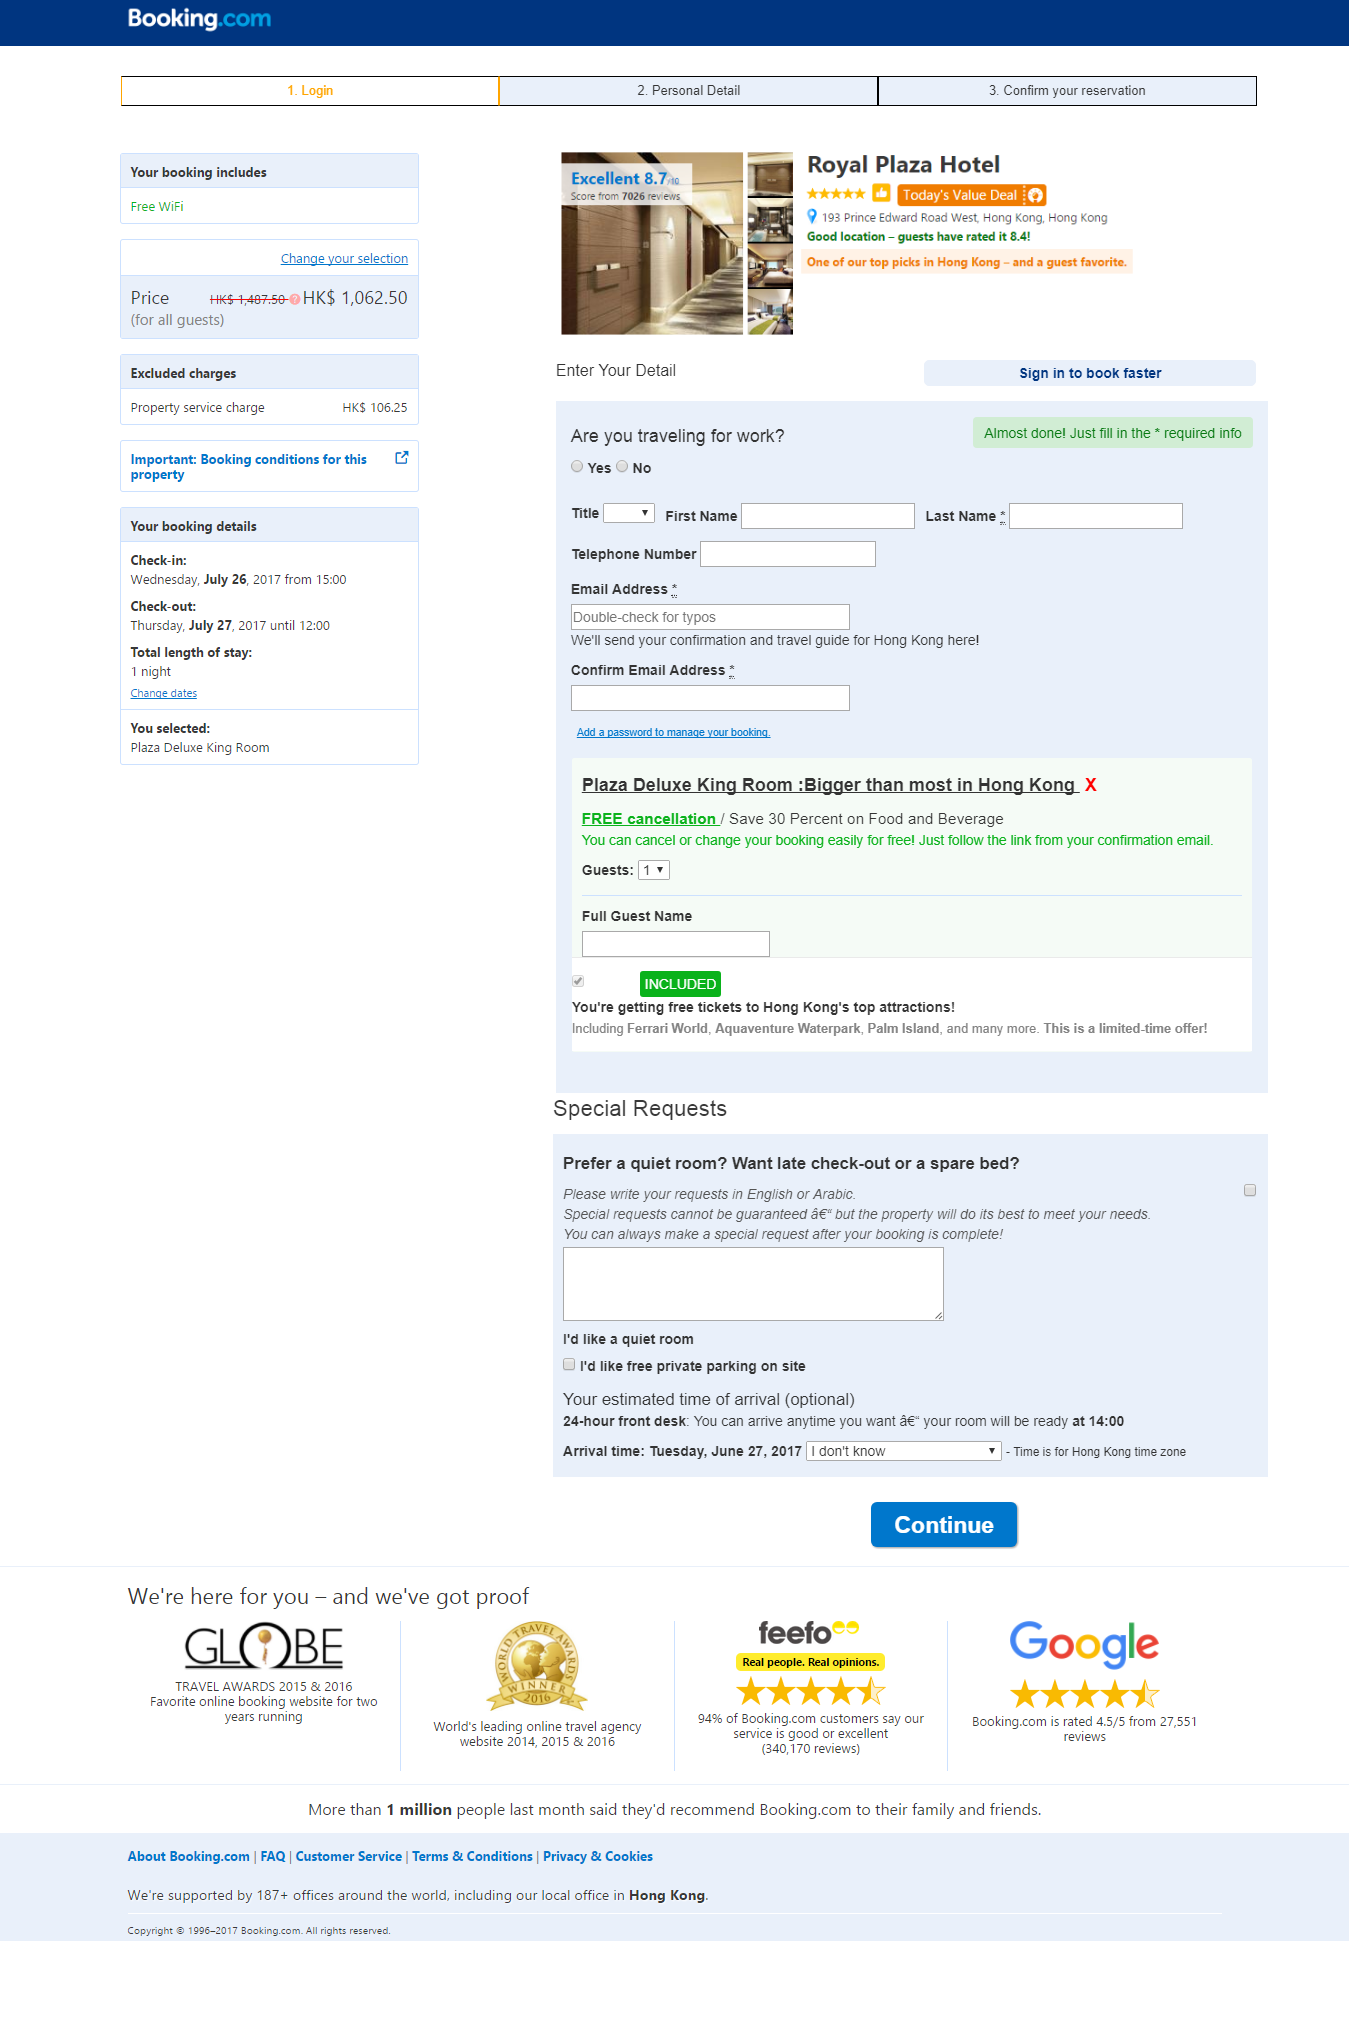 Booking.com
1. Login
2. Personal Detail
3. Confirm your reservation
Your booking includes
Free WiFi
Change your selection
Price HK$ 1,487.50 ? HK$ 1,062.50
(for all guests)
Excluded charges
Property service charge HK$ 106.25
Important: Booking conditions for this
property
Your booking details
Check-in:
Wednesday, July 26, 2017 from 15:00
Check-out:
Thursday, July 27, 2017 until 12:00
Total length of stay:
1 night
Change dates
You selected:
Plaza Deluxe King Room
Excellent 8.7/10
Score from 7026 reviews
Royal Plaza Hotel
Today's Value Deal
193 Prince Edward Road West, Hong Kong, Hong Kong
Good location – guests have rated it 8.4!
One of our top picks in Hong Kong – and a guest favorite.
Enter Your Detail
Sign in to book faster
Are you traveling for work?
Almost done! Just fill in the * required info
Yes No
Title First Name Last Name *
Telephone Number
Email Address *
Double-check for typos
We'll send your confirmation and travel guide for Hong Kong here!
Confirm Email Address *
Add a password to manage your booking.
Plaza Deluxe King Room :Bigger than most in Hong Kong X
FREE cancellation / Save 30 Percent on Food and Beverage
You can cancel or change your booking easily for free! Just follow the link from your confirmation email.
Guests: 1
Full Guest Name
INCLUDED
You're getting free tickets to Hong Kong's top attractions!
Including Ferrari World, Aquaventure Waterpark, Palm Island, and many more. This is a limited-time offer!
Special Requests
Prefer a quiet room? Want late check-out or a spare bed?
Please write your requests in English or Arabic.
Special requests cannot be guaranteed â€“ but the property will do its best to meet your needs.
You can always make a special request after your booking is complete!
I'd like a quiet room
I'd like free private parking on site
Your estimated time of arrival (optional)
24-hour front desk: You can arrive anytime you want â€“ your room will be ready at 14:00
Arrival time: Tuesday, June 27, 2017 I don't know - Time is for Hong Kong time zone
Continue
We're here for you – and we've got proof
GLOBE
TRAVEL AWARDS 2015 & 2016
Favorite online booking website for two
years running
WORLD TRAVEL AWARDS
WINNER
2016
World's leading online travel agency
website 2014, 2015 & 2016
feefo
Real people. Real opinions.
94% of Booking.com customers say our
service is good or excellent
(340,170 reviews)
Google
Booking.com is rated 4.5/5 from 27,551
reviews
More than 1 million people last month said they'd recommend Booking.com to their family and friends.
About Booking.com | FAQ | Customer Service | Terms & Conditions | Privacy & Cookies
We're supported by 187+ offices around the world, including our local office in Hong Kong.
Copyright © 1996–2017 Booking.com. All rights reserved.